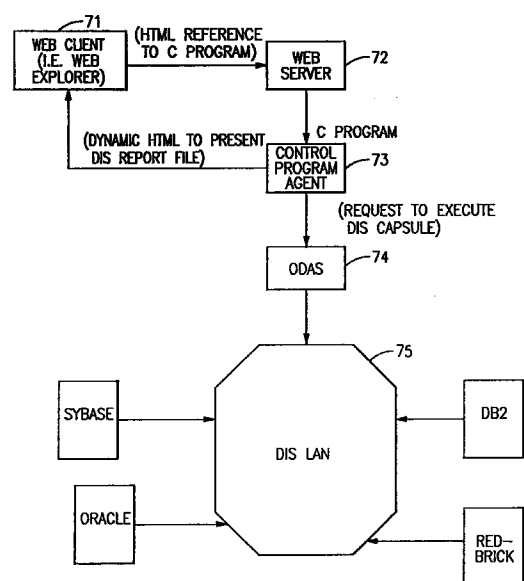 71
WEB CLIENT
(I.E. WEB
EXPLORER)
(HTML REFERENCE
TO C PROGRAM)
WEB
SERVER
72
C PROGRAM
(DYNAMIC HTML TO PRESENT
DIS REPORT FILE)
CONTROL
PROGRAM
AGENT
73
(REQUEST TO EXECUTE
DIS CAPSULE)
ODAS
74
75
SYBASE
DIS LAN
DB2
ORACLE
RED-
BRICK